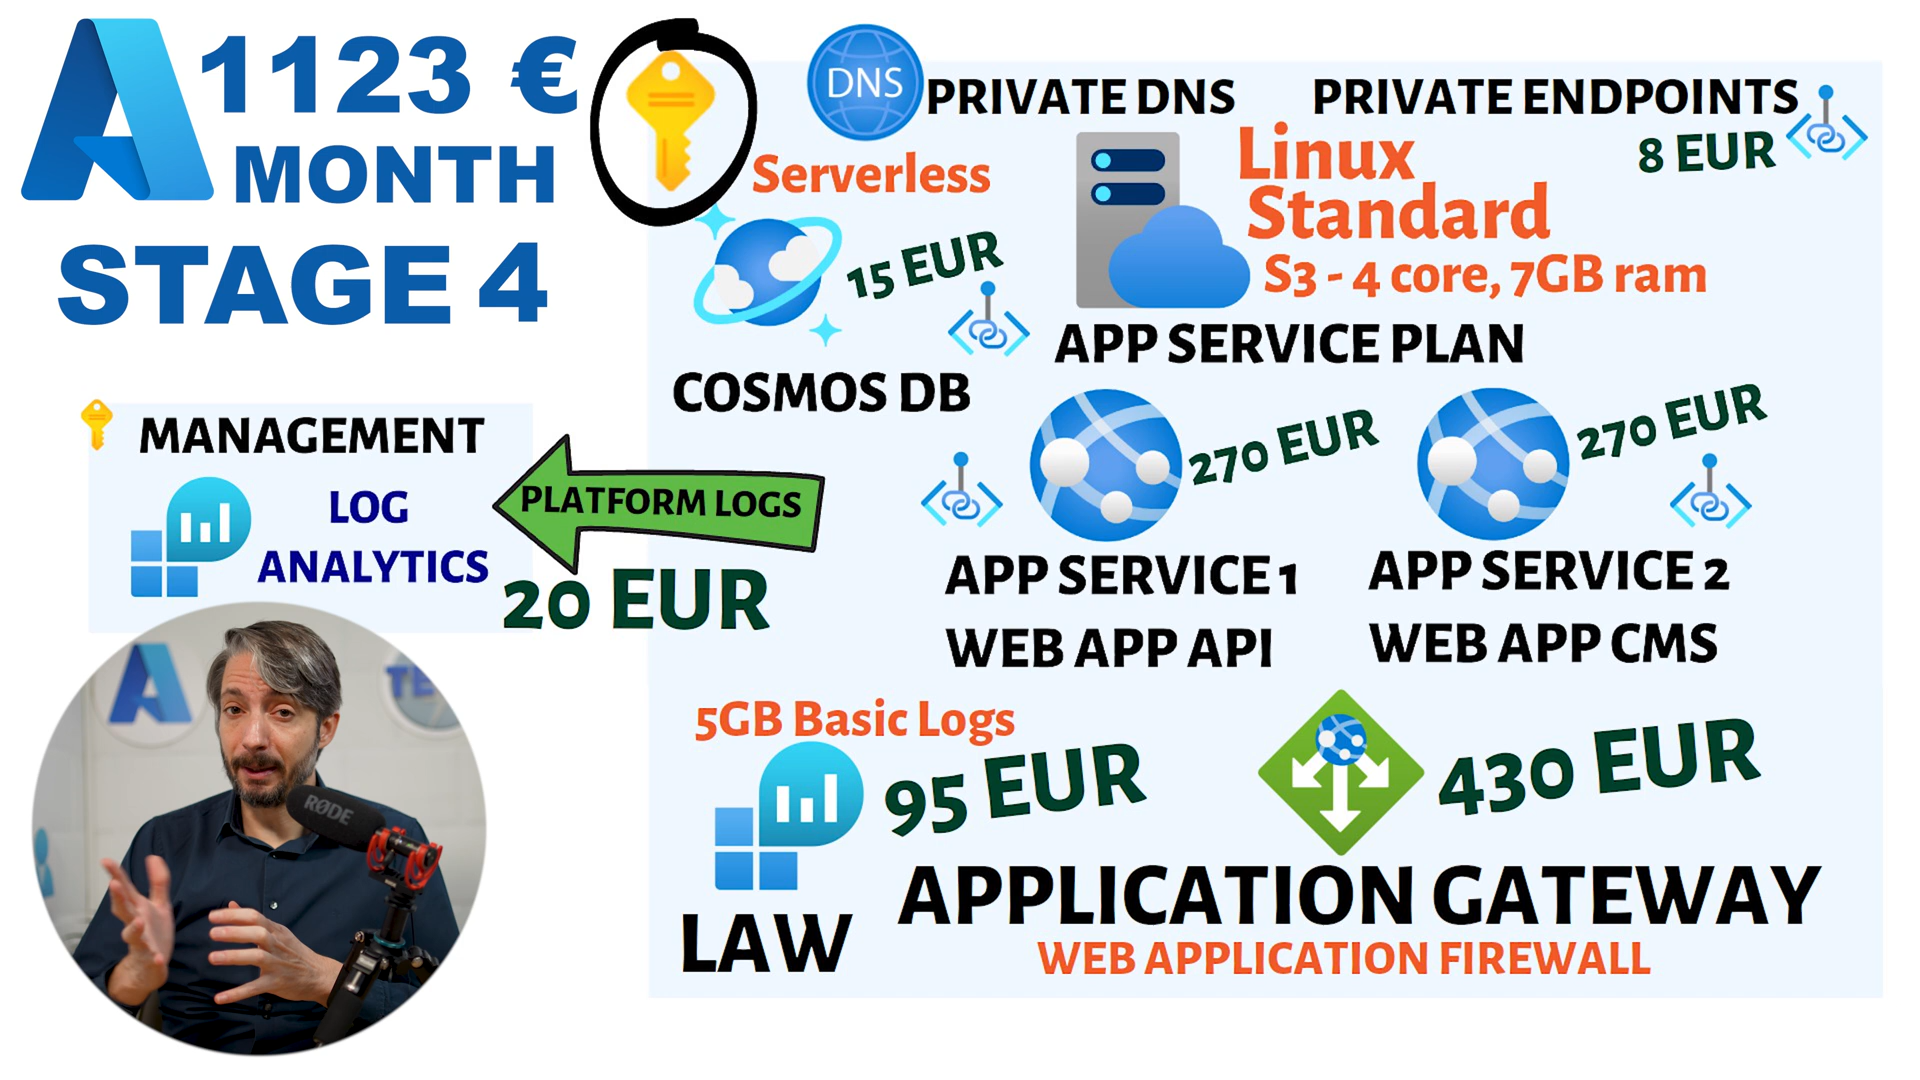 1123 €
MONTH
STAGE 4
DNS
PRIVATE DNS
PRIVATE ENDPOINTS
8 EUR
Serverless
15 EUR
COSMOS DB
Linux
Standard
S3 - 4 core, 7GB ram
APP SERVICE PLAN
MANAGEMENT
LOG
ANALYTICS
PLATFORM LOGS
20 EUR
270 EUR
APP SERVICE 1
WEB APP API
270 EUR
APP SERVICE 2
WEB APP CMS
5GB Basic Logs
95 EUR
LAW
430 EUR
APPLICATION GATEWAY
WEB APPLICATION FIREWALL
RØDE